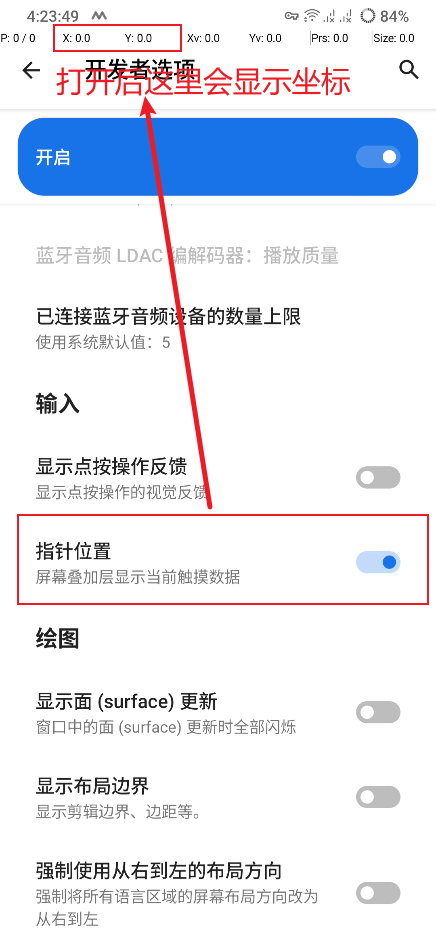 4:23:49 84%
P: 0 / 0 X: 0.0 Y: 0.0 Xv: 0.0 Yv: 0.0 Prs: 0.0 Size: 0.0
开发者选项
打开后这里会显示坐标
开启
蓝牙音频 LDAC 编解码器：播放质量
已连接蓝牙音频设备的数量上限
使用系统默认值：5
输入
显示点按操作反馈
显示点按操作的视觉反馈
指针位置
屏幕叠加层显示当前触摸数据
绘图
显示面 (surface) 更新
窗口中的面 (surface) 更新时全部闪烁
显示布局边界
显示剪辑边界、边距等。
强制使用从右到左的布局方向
强制将所有语言区域的屏幕布局方向改为
从右到左